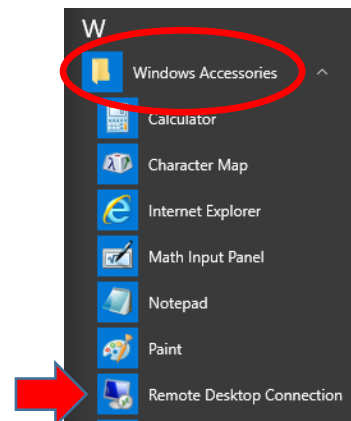 W
Windows Accessories
Calculator
Character Map
Internet Explorer
Math Input Panel
Notepad
Paint
Remote Desktop Connection